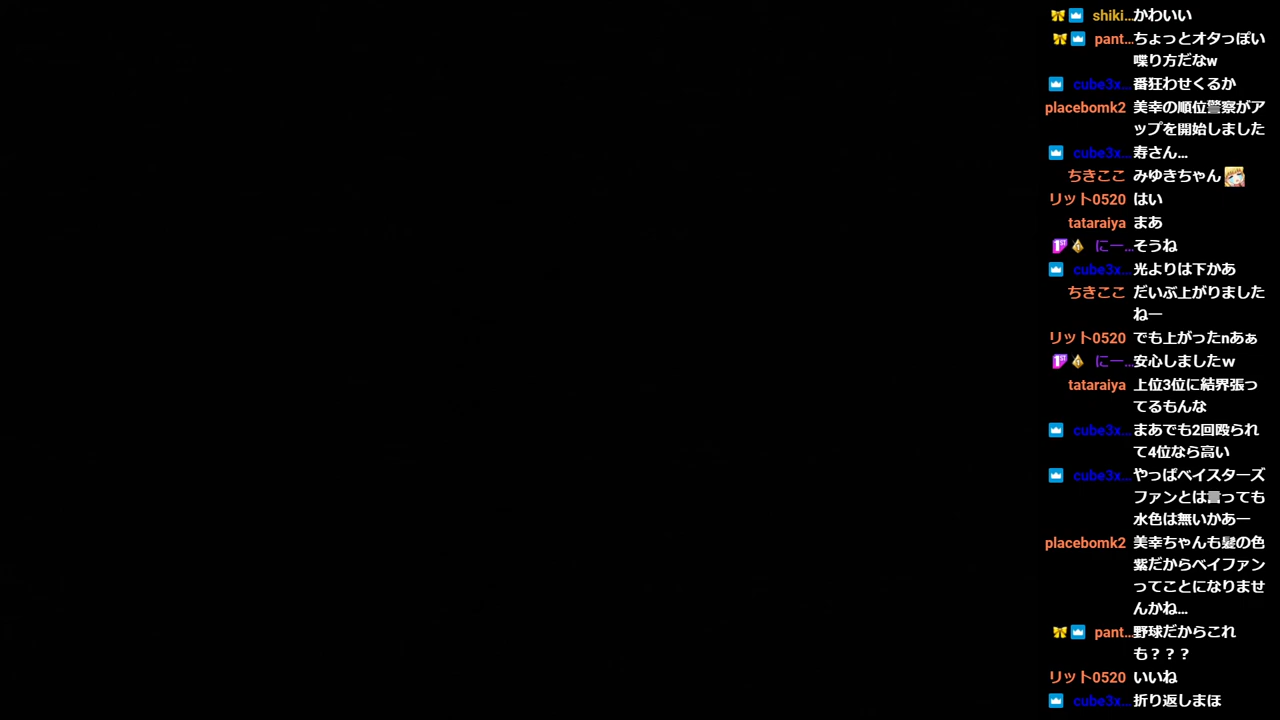 shiki... かわいい
pant... ちょっとオタっぽい
喋り方だなw
cube3x... 番狂わせくるか
placebomk2 美幸の順位警察がア
ップを開始しました
cube3x... 寿さん...
ちきここ みゆきちゃん
リット0520 はい
tataraiya まあ
にー... そうね
cube3x... 光よりは下かあ
ちきここ だいぶ上がりました
ねー
リット0520 でも上がったnあぁ
にー... 安心しましたｗ
tataraiya 上位3位に結界張っ
てるもんな
cube3x... まあでも2回殴られ
て4位なら高い
cube3x... やっぱベイスターズ
ファンとは言っても
水色は無いかあー
placebomk2 美幸ちゃんも髪の色
紫だからベイファン
ってことになりませ
んかね...
pant... 野球だからこれ
も？？？
リット0520 いいね
cube3x... 折り返しまほ